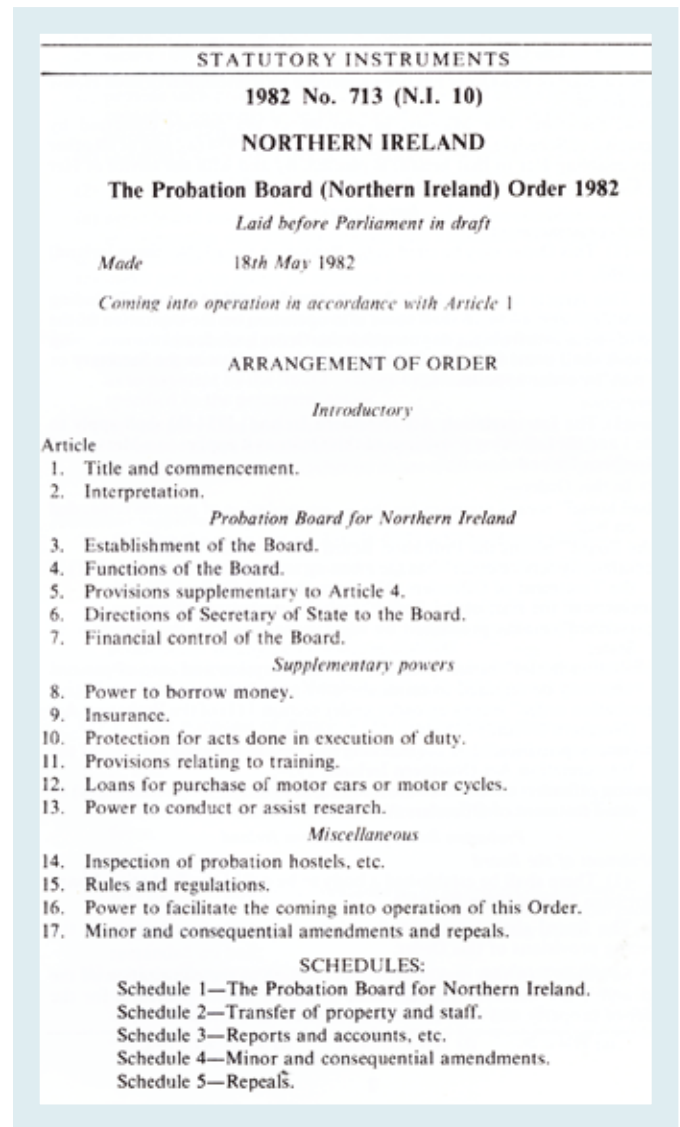 STATUTORY INSTRUMENTS
1982 No. 713 (N.I. 10)
NORTHERN IRELAND
The Probation Board (Northern Ireland) Order 1982
Laid before Parliament in draft
Made 18th May 1982
Coming into operation in accordance with Article 1
ARRANGEMENT OF ORDER
Introductory
Article
1. Title and commencement.
2. Interpretation.
Probation Board for Northern Ireland
3. Establishment of the Board.
4. Functions of the Board.
5. Provisions supplementary to Article 4.
6. Directions of Secretary of State to the Board.
7. Financial control of the Board.
Supplementary powers
8. Power to borrow money.
9. Insurance.
10. Protection for acts done in execution of duty.
11. Provisions relating to training.
12. Loans for purchase of motor cars or motor cycles.
13. Power to conduct or assist research.
Miscellaneous
14. Inspection of probation hostels, etc.
15. Rules and regulations.
16. Power to facilitate the coming into operation of this Order.
17. Minor and consequential amendments and repeals.
SCHEDULES:
Schedule 1—The Probation Board for Northern Ireland.
Schedule 2—Transfer of property and staff.
Schedule 3—Reports and accounts, etc.
Schedule 4—Minor and consequential amendments.
Schedule 5—Repeals.